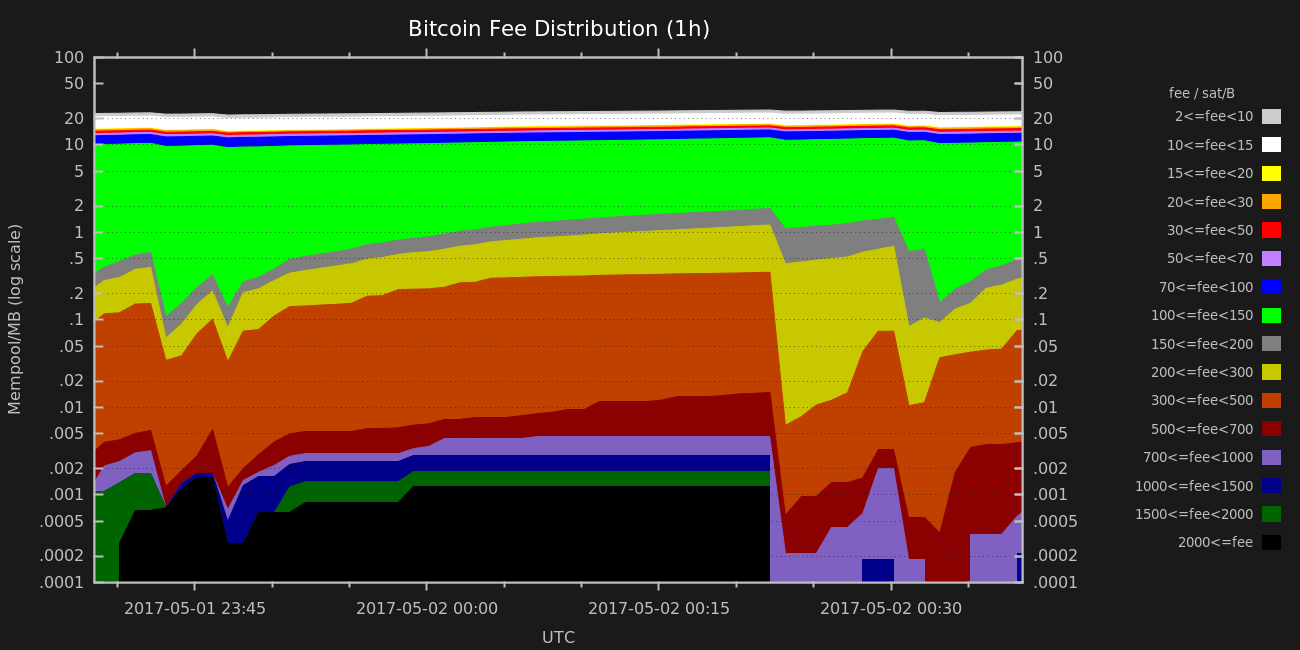 Bitcoin Fee Distribution (1h)
Mempool/MB (log scale)
100
50
20
10
5
2
1
.5
.2
.1
.05
.02
.01
.005
.002
.001
.0005
.0002
.0001
100
50
20
10
5
2
1
.5
.2
.1
.05
.02
.01
.005
.002
.001
.0005
.0002
.0001
2017-05-01 23:45
2017-05-02 00:00
2017-05-02 00:15
2017-05-02 00:30
UTC
fee / sat/B
2<=fee<10
10<=fee<15
15<=fee<20
20<=fee<30
30<=fee<50
50<=fee<70
70<=fee<100
100<=fee<150
150<=fee<200
200<=fee<300
300<=fee<500
500<=fee<700
700<=fee<1000
1000<=fee<1500
1500<=fee<2000
2000<=fee